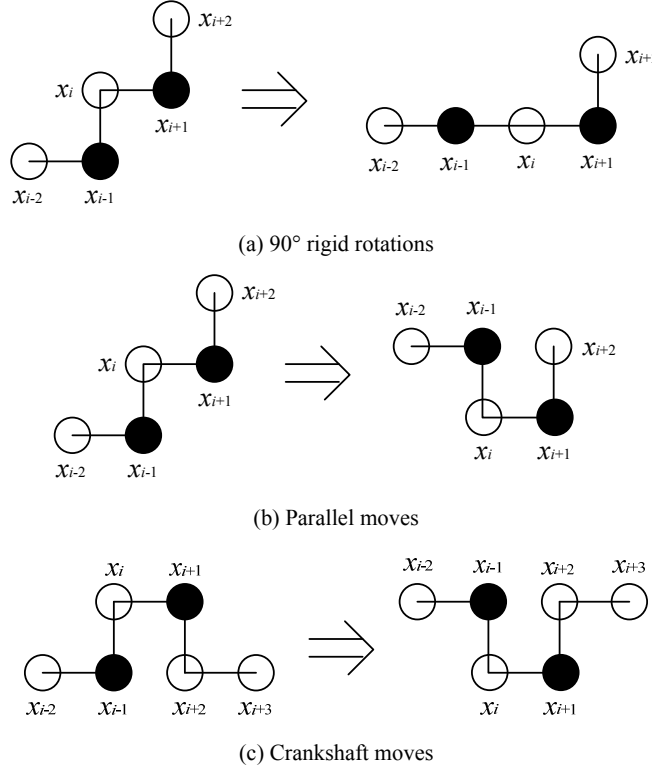 xi+2
xi
xi+
xi+1
xi-2 xi-1
xi-2 xi-1 xi xi+1
(a) 90° rigid rotations
xi+2
xi-2 xi-1
xi
xi+2
xi+1
xi-2 xi-1
xi xi+1
(b) Parallel moves
xi xi+1
xi-2 xi-1 xi+2 xi+3
xi-2 xi-1 xi+2 xi+3
xi xi+1
(c) Crankshaft moves